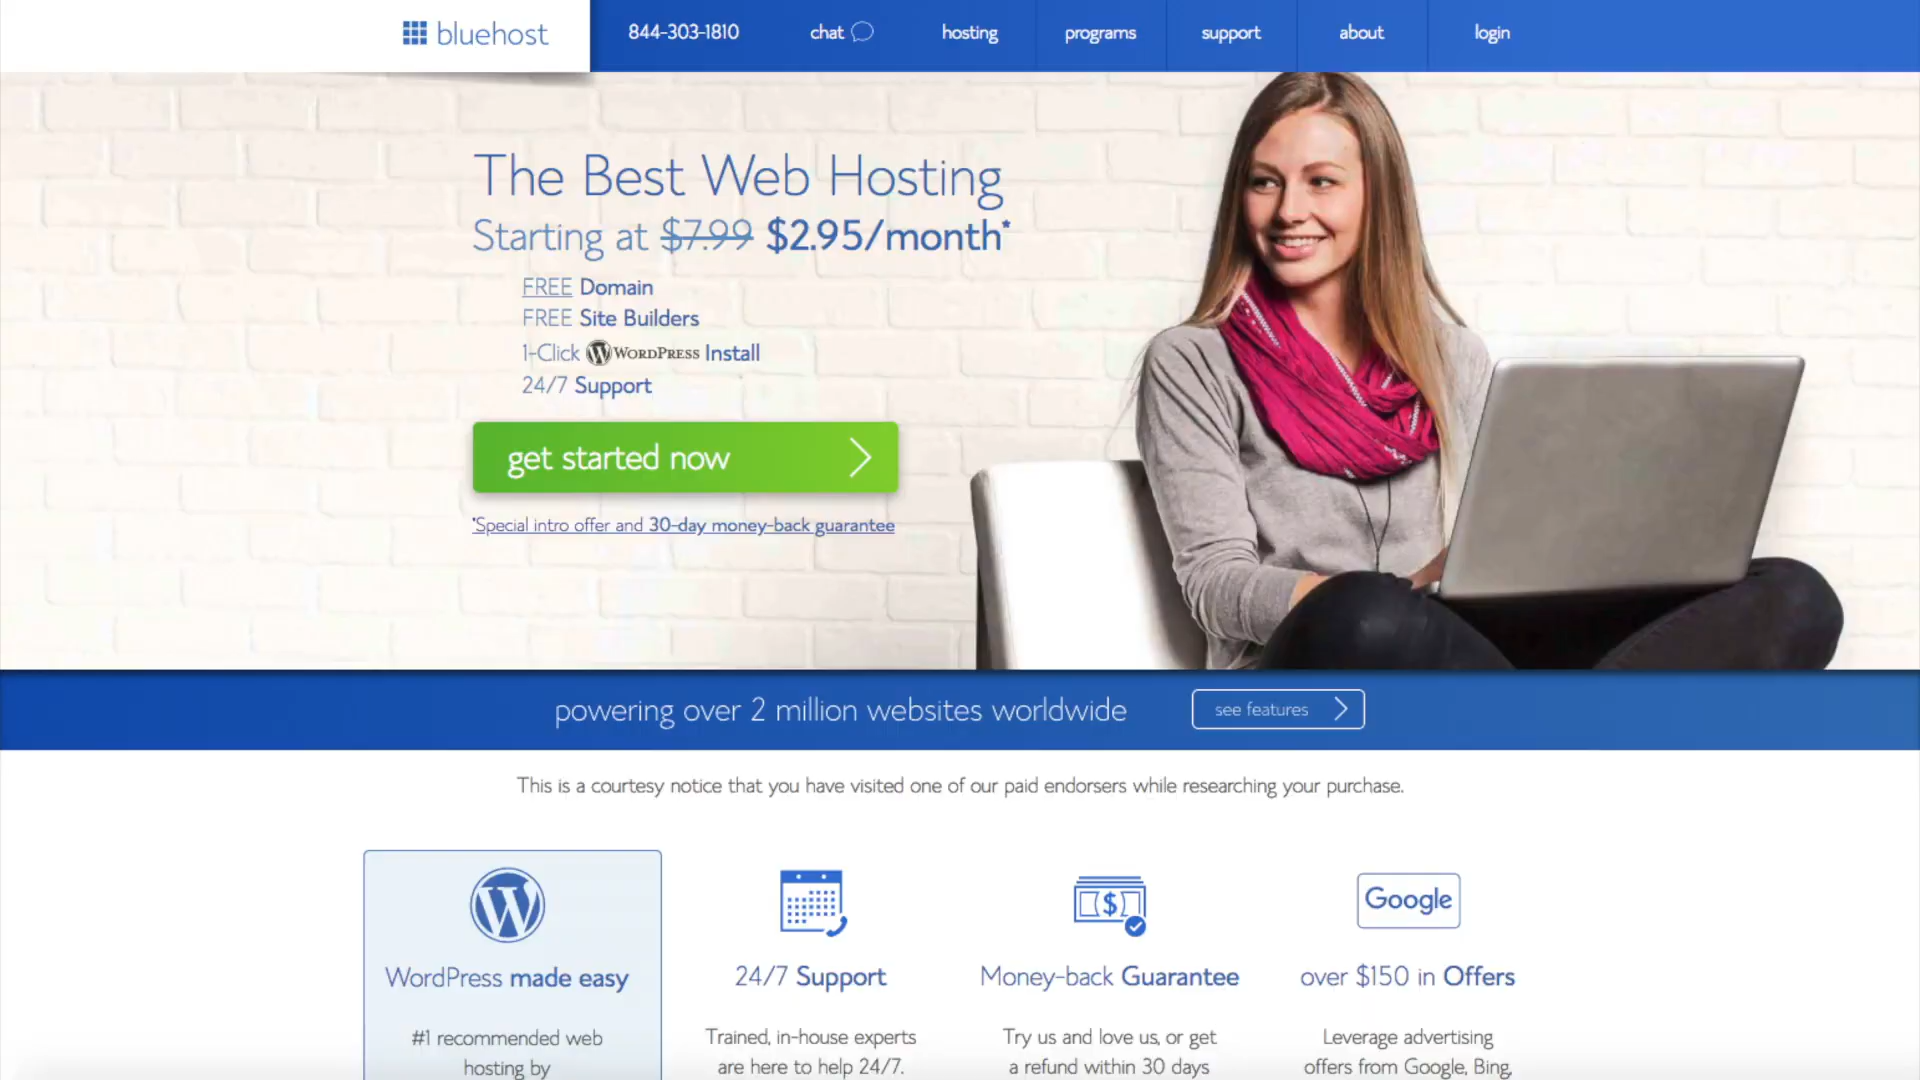 bluehost
844-303-1810
chat
hosting
programs
support
about
login
The Best Web Hosting
Starting at $7.99 $2.95/month*
FREE Domain
FREE Site Builders
1-Click WORDPRESS Install
24/7 Support
get started now
*Special intro offer and 30-day money-back guarantee
powering over 2 million websites worldwide
see features
This is a courtesy notice that you have visited one of our paid endorsers while researching your purchase.
WordPress made easy
#1 recommended web
hosting by
24/7 Support
Trained, in-house experts
are here to help 24/7.
Money-back Guarantee
Try us and love us, or get
a refund within 30 days
Google
over $150 in Offers
Leverage advertising
offers from Google, Bing,